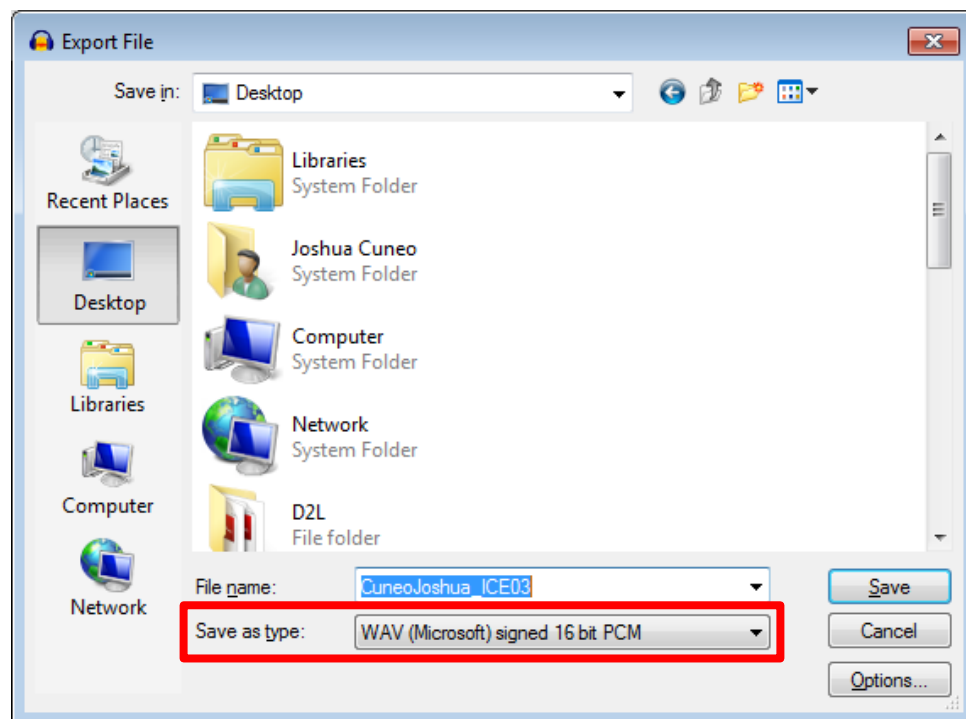 Export File
Save in:
Desktop
Recent Places
Desktop
Libraries
Computer
Network
Libraries
System Folder
Joshua Cuneo
System Folder
Computer
System Folder
Network
System Folder
D2L
File folder
File name:
CuneoJoshua_ICE03
Save
Save as type:
WAV (Microsoft) signed 16 bit PCM
Cancel
Options...